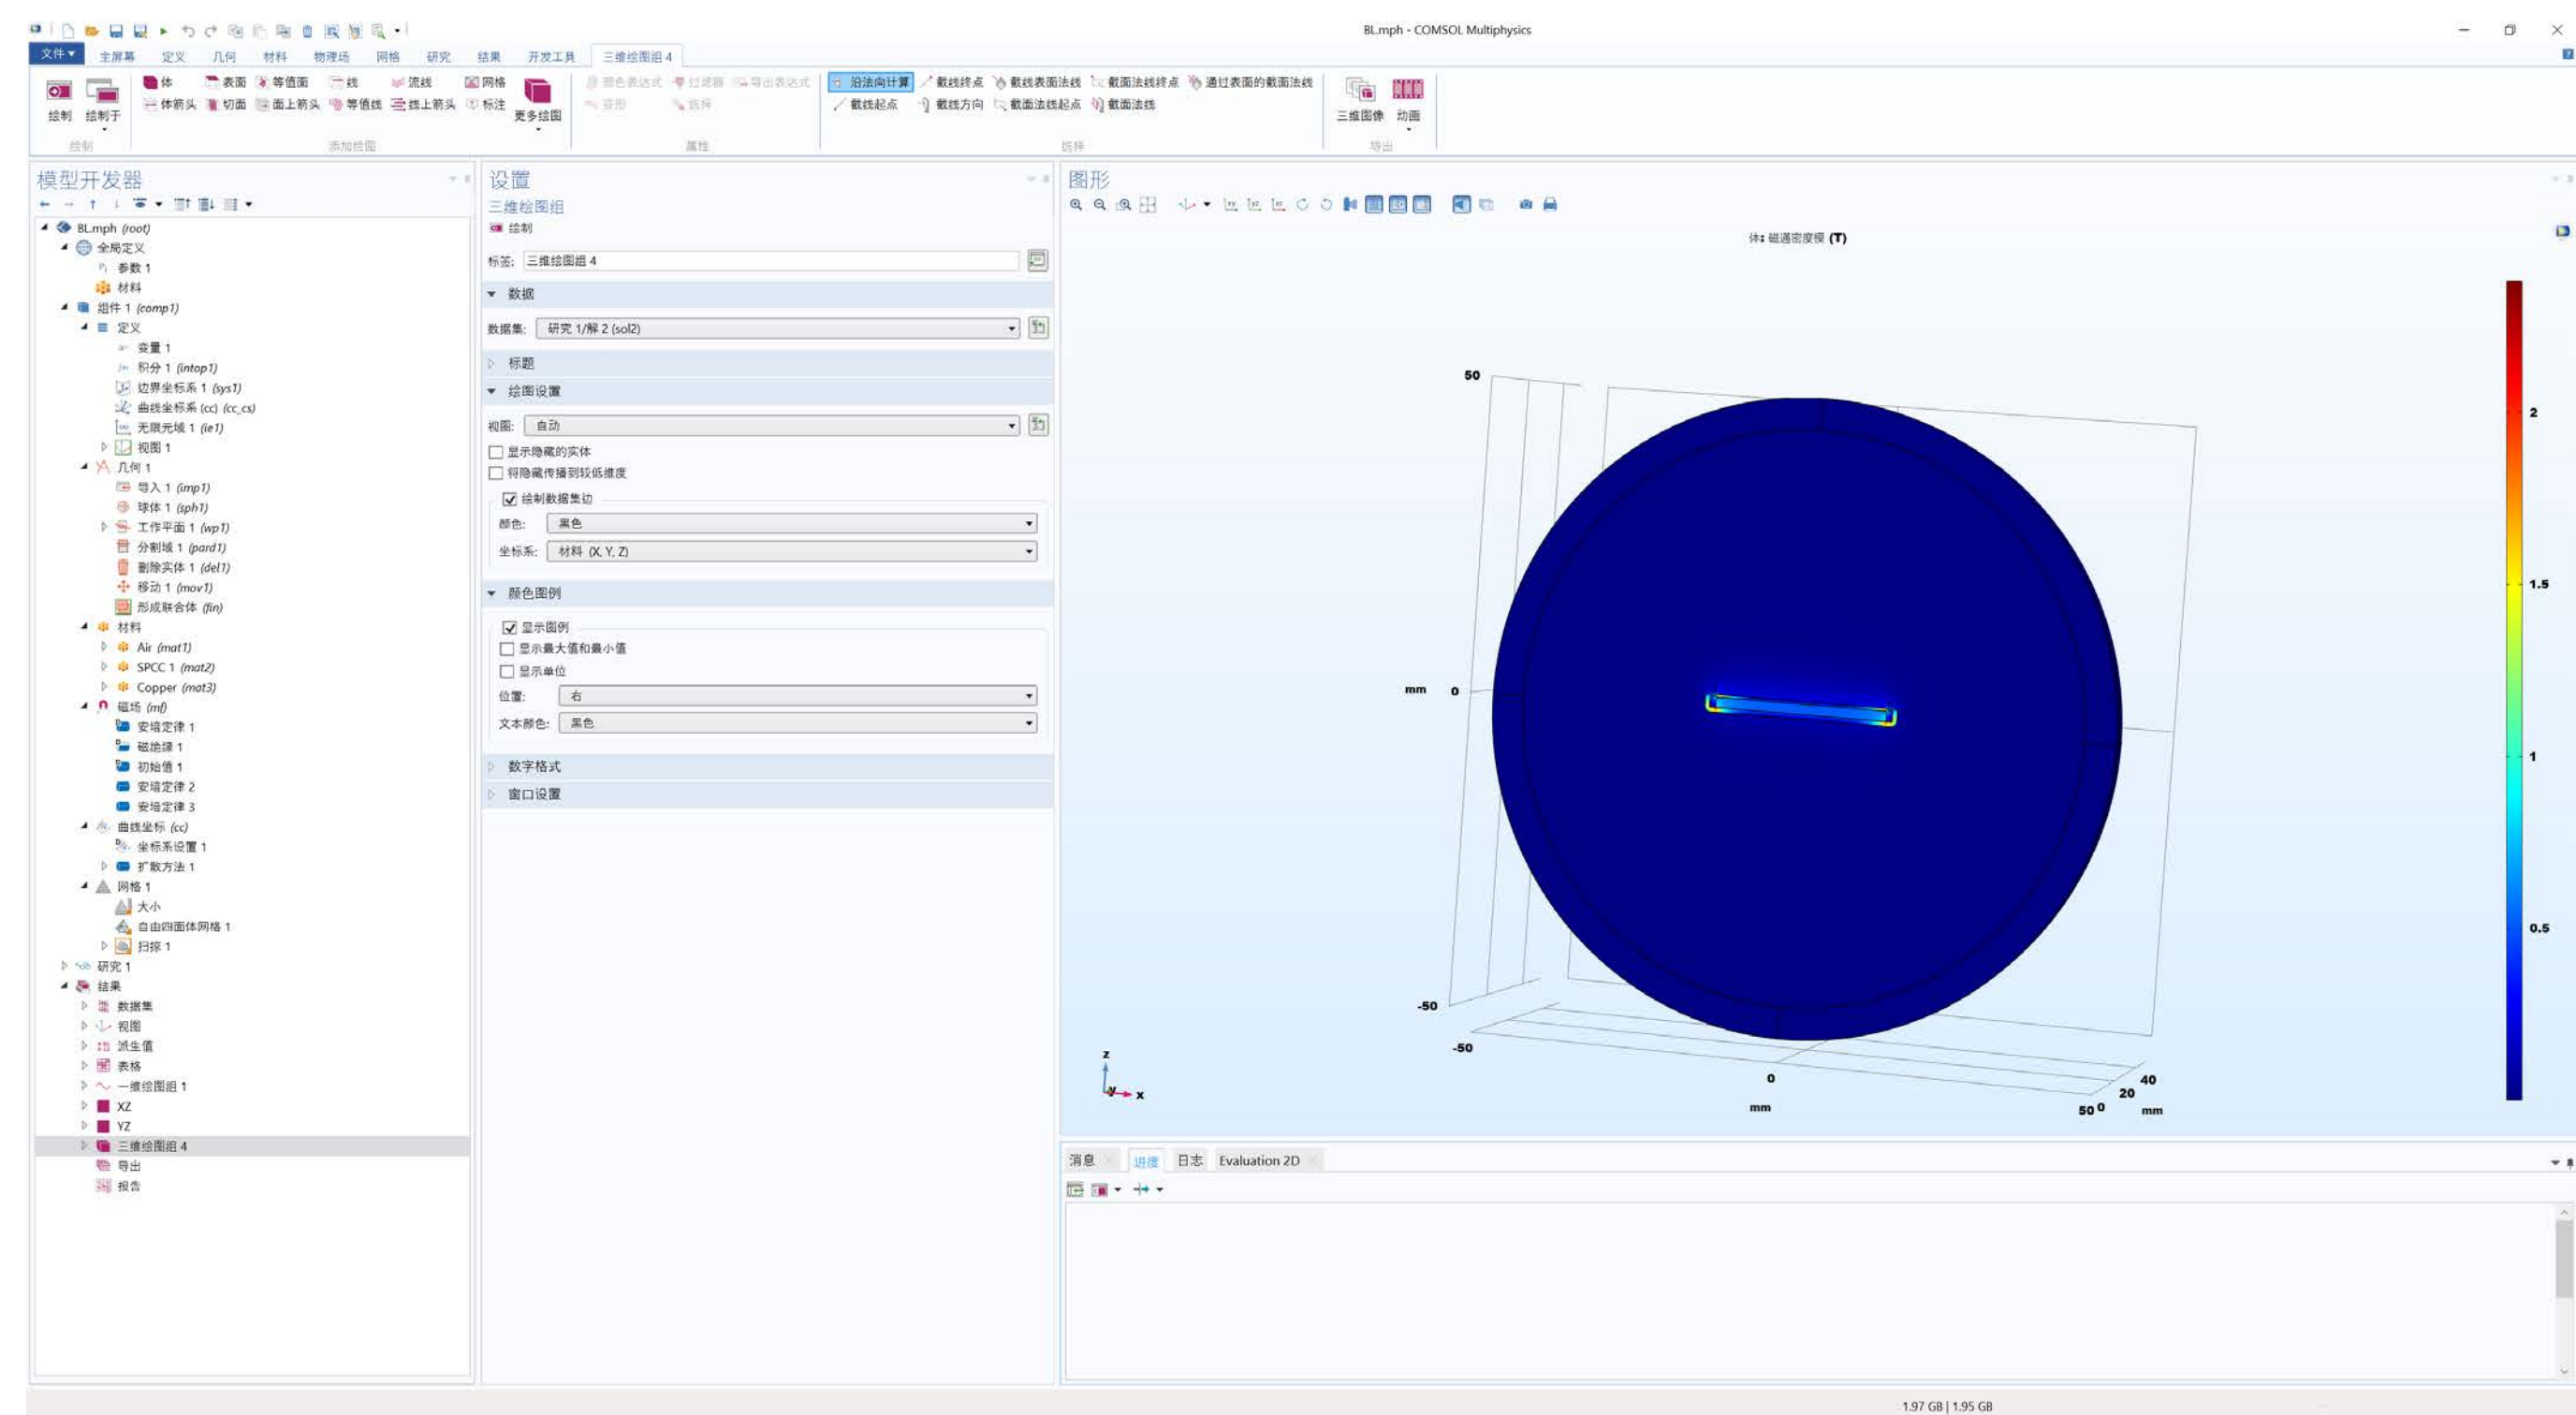 BL.mph - COMSOL Multiphysics
文件 主屏幕 定义 几何 材料 物理场 网格 研究 结果 开发工具 三维绘图组 4
体 表面 等值面 线 流线 网格
体箭头 切面 面上箭头 等值线 线上箭头 标注
绘制 绘制于 更多绘图
颜色表达式 过滤器 导出表达式
变形 选择
沿法向计算 截线终点 截线表面法线 截面法线终点 通过表面的截面法线
截线起点 截线方向 截面法线起点 截面法线
三维图像 动画
绘制 添加绘图 属性 选择 导出
模型开发器
BL.mph (root)
全局定义
参数 1
材料
组件 1 (comp1)
定义
变量 1
积分 1 (intop1)
边界坐标系 1 (sys1)
曲线坐标系 (cc) (cc_cs)
无限元域 1 (ie1)
视图 1
几何 1
导入 1 (imp1)
球体 1 (sph1)
工作平面 1 (wp1)
分割域 1 (pard1)
删除实体 1 (del1)
移动 1 (mov1)
形成联合体 (fin)
材料
Air (mat1)
SPCC 1 (mat2)
Copper (mat3)
磁场 (mf)
安培定律 1
磁绝缘 1
初始值 1
安培定律 2
安培定律 3
曲线坐标 (cc)
坐标系设置 1
扩散方法 1
网格 1
大小
自由四面体网格 1
扫掠 1
研究 1
结果
数据集
视图
派生值
表格
一维绘图组 1
XZ
YZ
三维绘图组 4
导出
报告
设置
三维绘图组
绘制
标签: 三维绘图组 4
数据
数据集: 研究 1/解 2 (sol2)
标题
绘图设置
视图: 自动
显示隐藏的实体
将隐藏传播到较低维度
绘制数据集边
颜色: 黑色
坐标系: 材料 (X, Y, Z)
颜色图例
显示图例
显示最大值和最小值
显示单位
位置: 右
文本颜色: 黑色
数字格式
窗口设置
图形
体: 磁通密度模 (T)
50
mm 0
-50
-50
0
mm
50 0
20
40
mm
2
1.5
1
0.5
z
y
x
消息 进度 日志 Evaluation 2D
1.97 GB | 1.95 GB